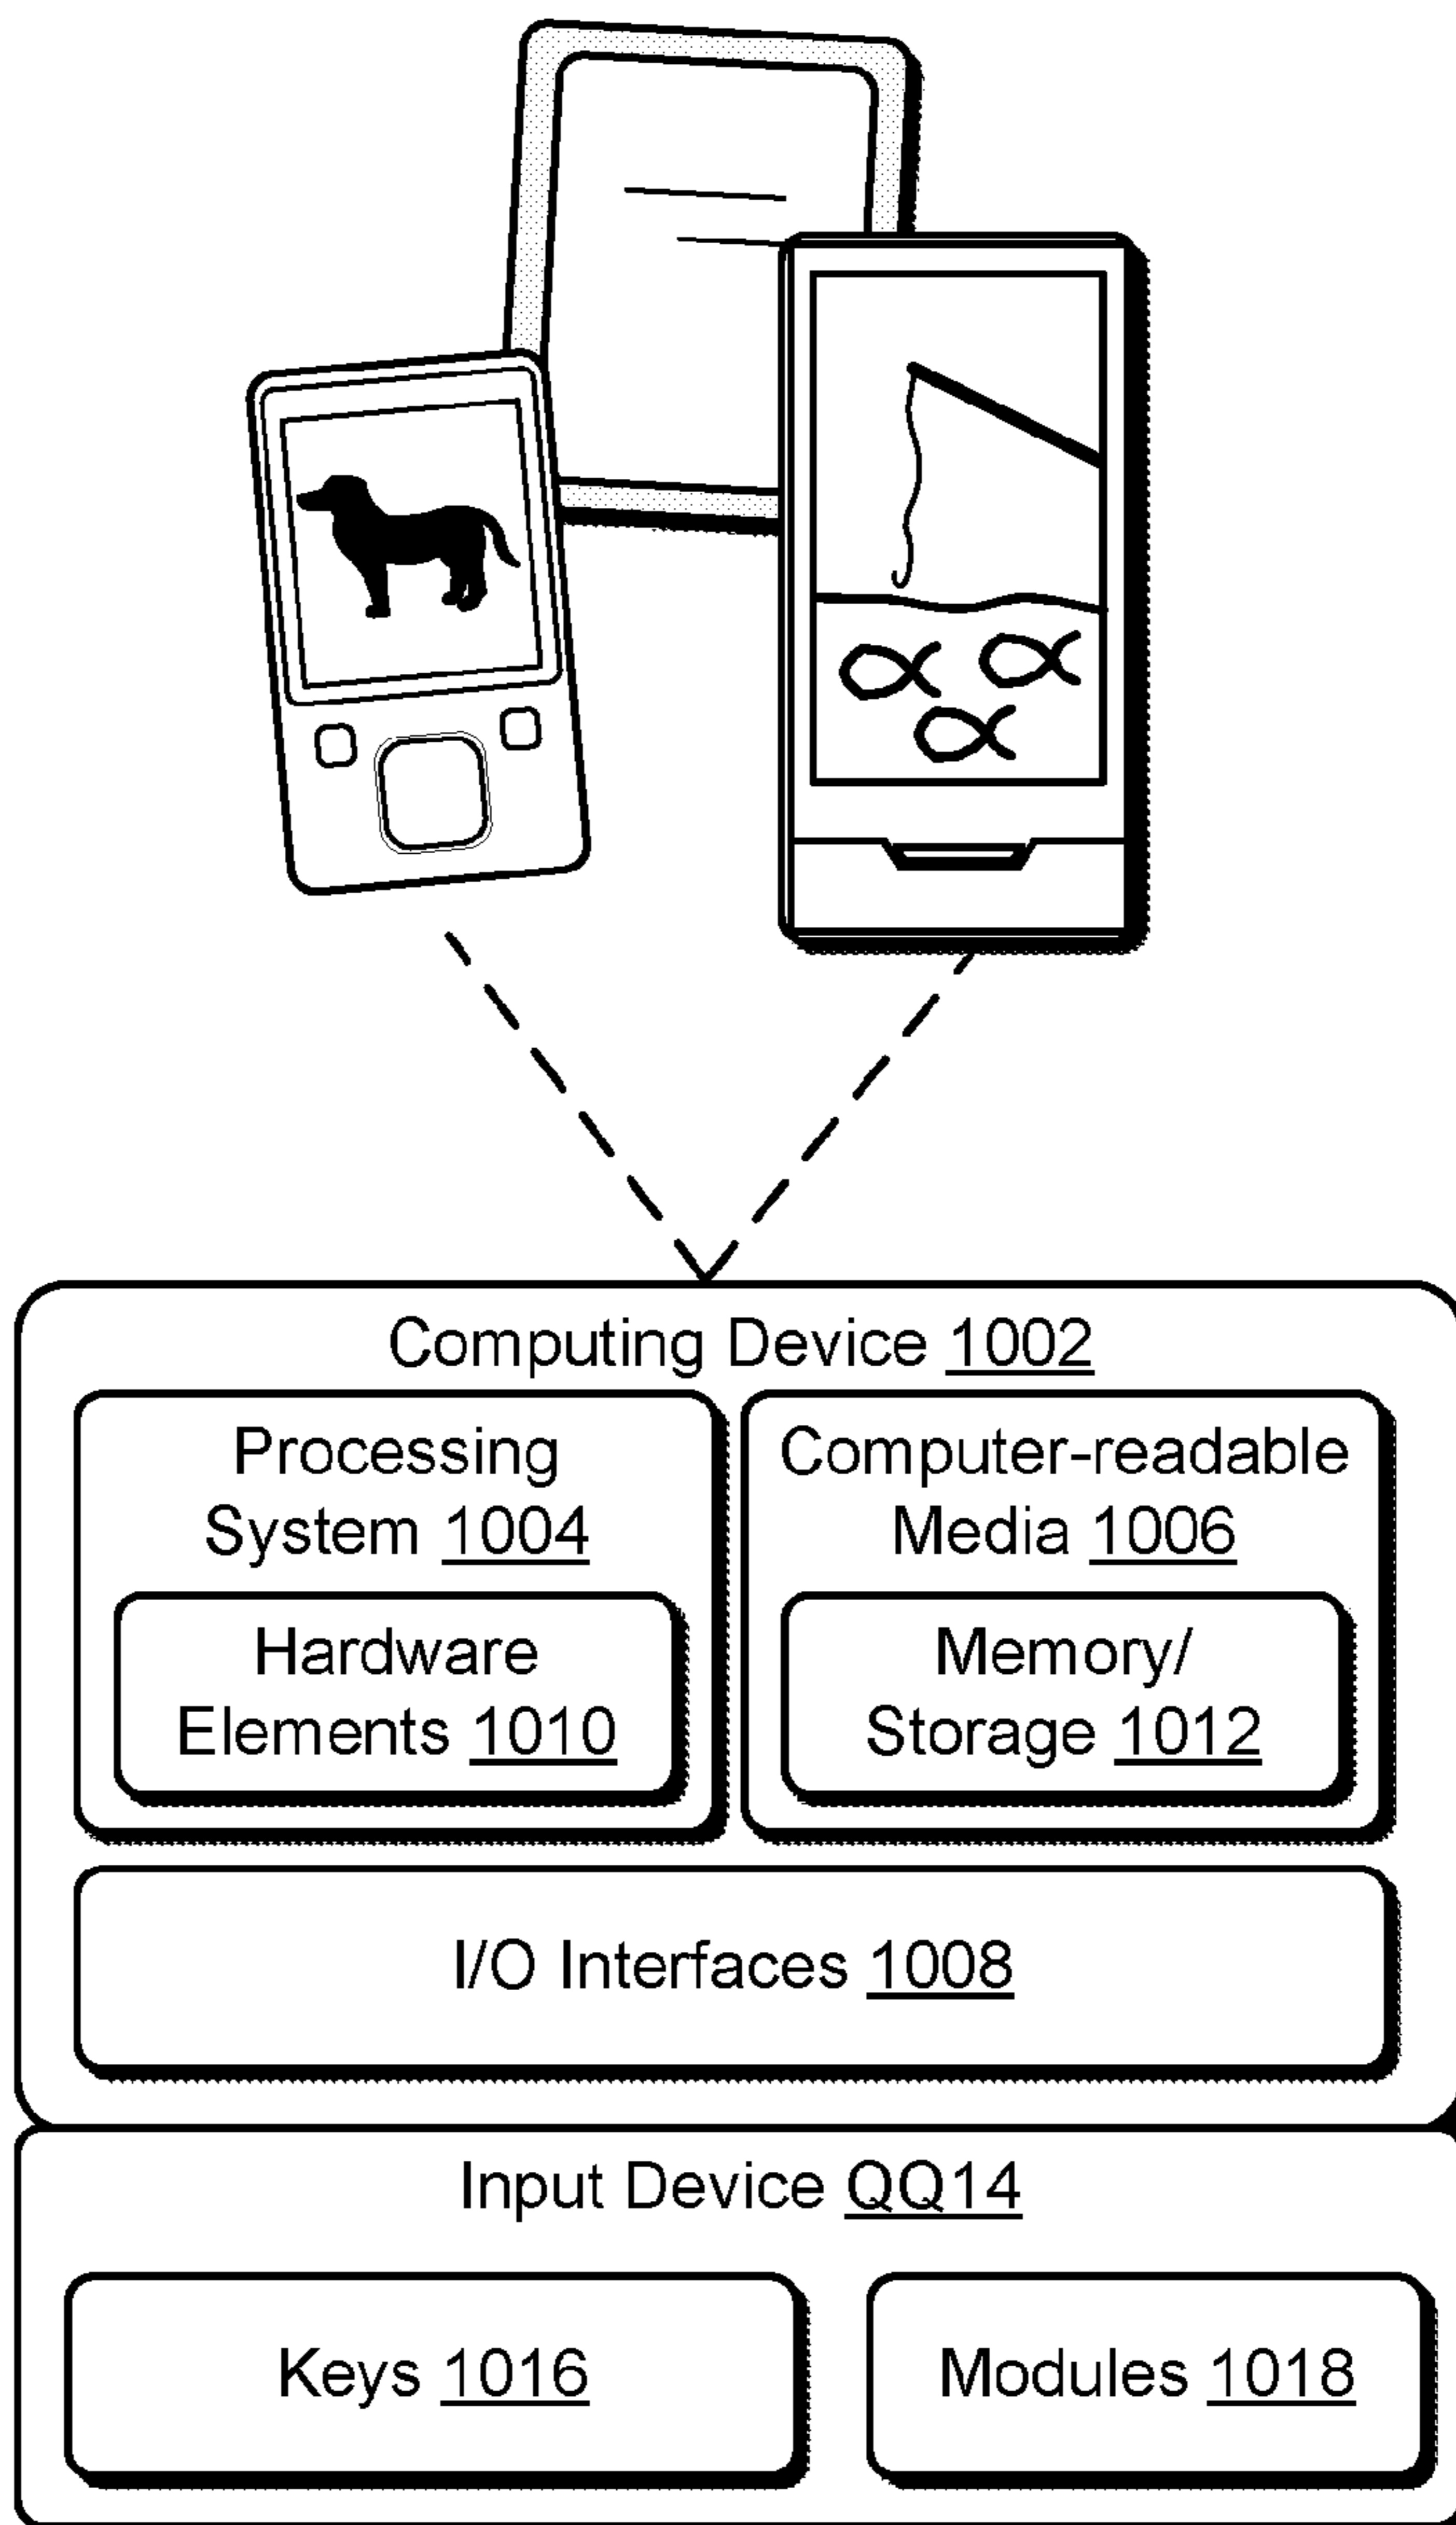 Computing Device 1002
Processing
System 1004
Hardware
Elements 1010
Computer-readable
Media 1006
Memory/
Storage 1012
I/O Interfaces 1008
Input Device QQ14
Keys 1016
Modules 1018